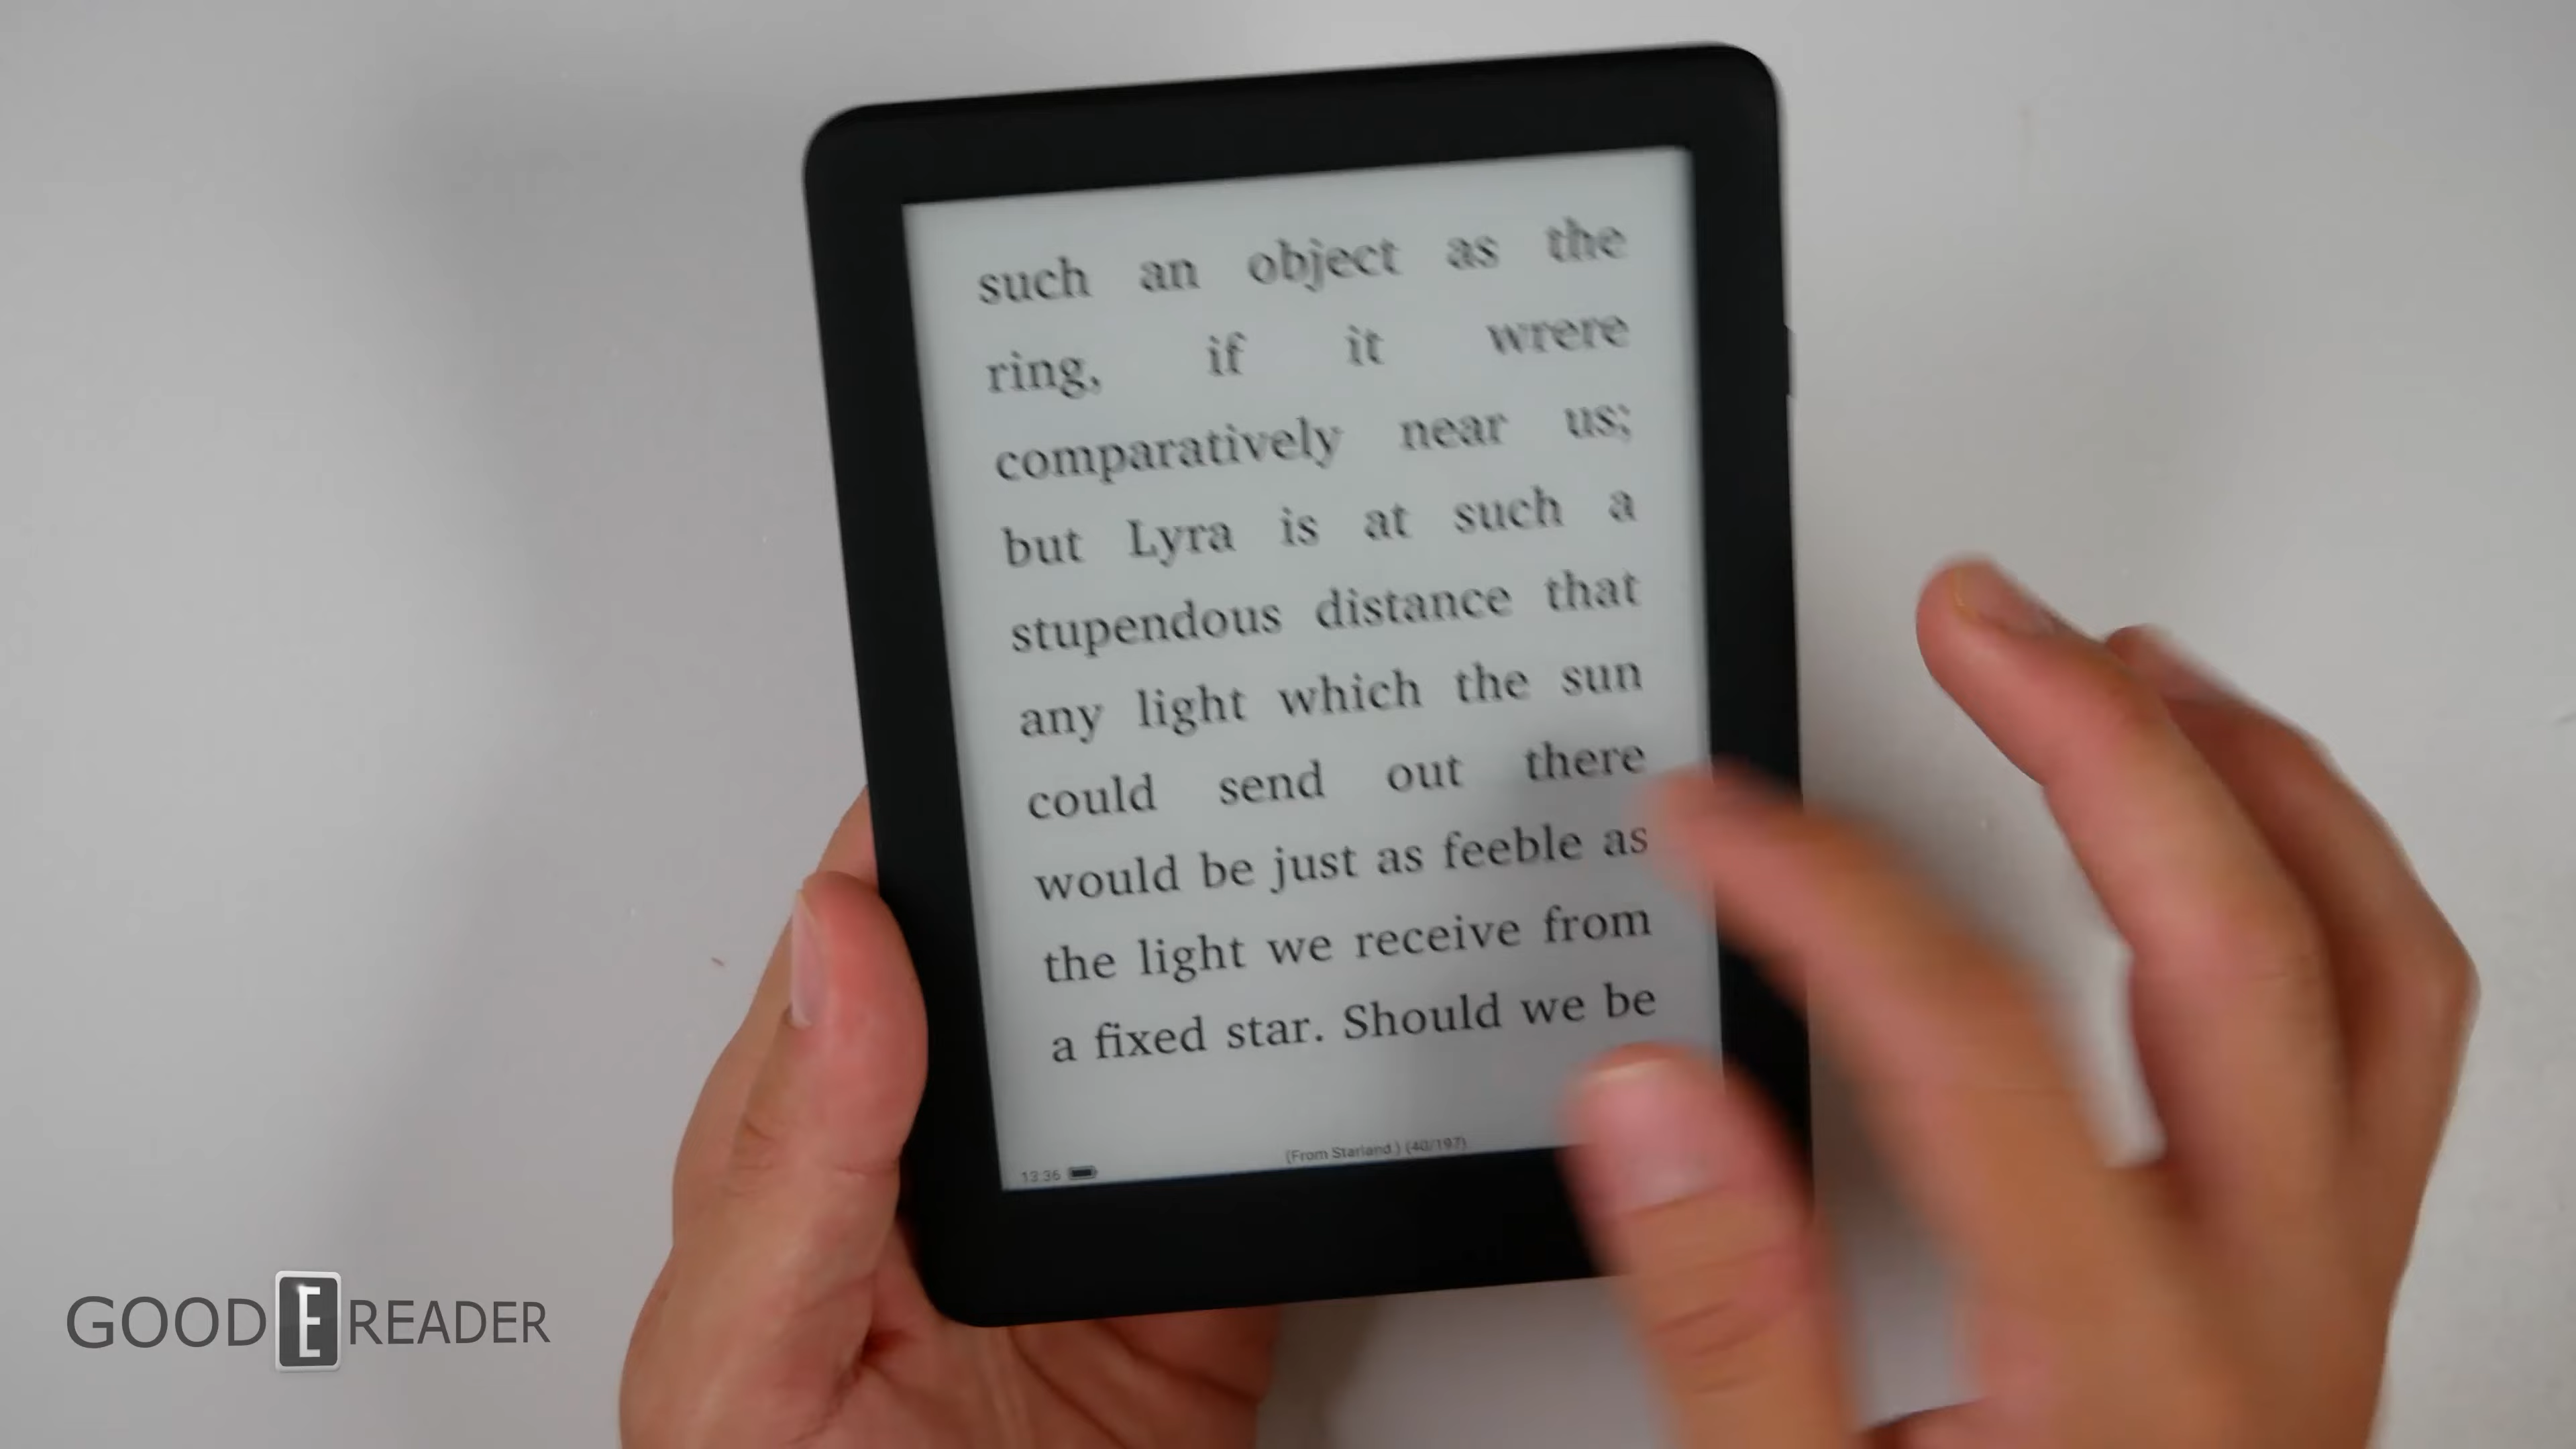 such an object as the
ring, if it wrere
comparatively near us;
but Lyra is at such a
stupendous distance that
any light which the sun
could send out there
would be just as feeble as
the light we receive from
a fixed star. Should we be
13:36 (From Starland ) (40/197)
GOOD E READER